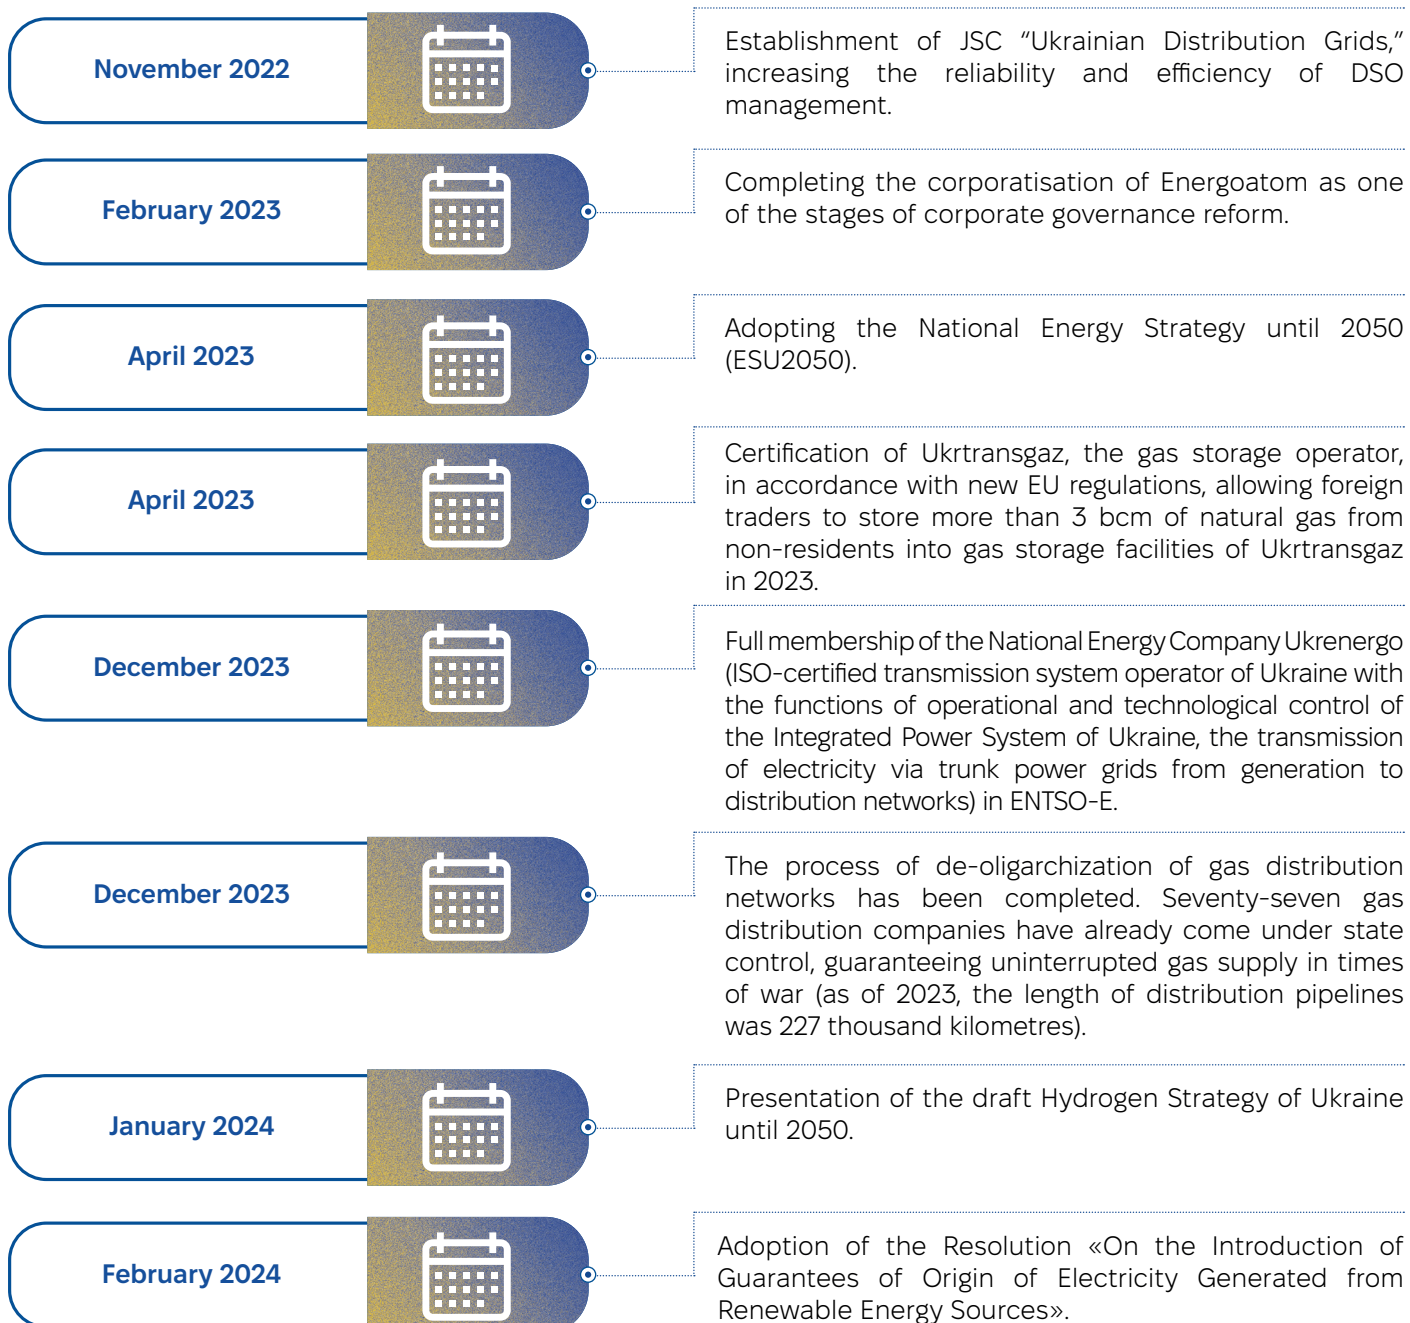 November 2022
Establishment of JSC “Ukrainian Distribution Grids,”
increasing the reliability and efficiency of DSO
management.
February 2023
Completing the corporatisation of Energoatom as one
of the stages of corporate governance reform.
April 2023
Adopting the National Energy Strategy until 2050
(ESU2050).
April 2023
Certification of Ukrtransgaz, the gas storage operator,
in accordance with new EU regulations, allowing foreign
traders to store more than 3 bcm of natural gas from
non-residents into gas storage facilities of Ukrtransgaz
in 2023.
December 2023
Full membership of the National Energy Company Ukrenergo
(ISO-certified transmission system operator of Ukraine with
the functions of operational and technological control of
the Integrated Power System of Ukraine, the transmission
of electricity via trunk power grids from generation to
distribution networks) in ENTSO-E.
December 2023
The process of de-oligarchization of gas distribution
networks has been completed. Seventy-seven gas
distribution companies have already come under state
control, guaranteeing uninterrupted gas supply in times
of war (as of 2023, the length of distribution pipelines
was 227 thousand kilometres).
January 2024
Presentation of the draft Hydrogen Strategy of Ukraine
until 2050.
February 2024
Adoption of the Resolution «On the Introduction of
Guarantees of Origin of Electricity Generated from
Renewable Energy Sources».